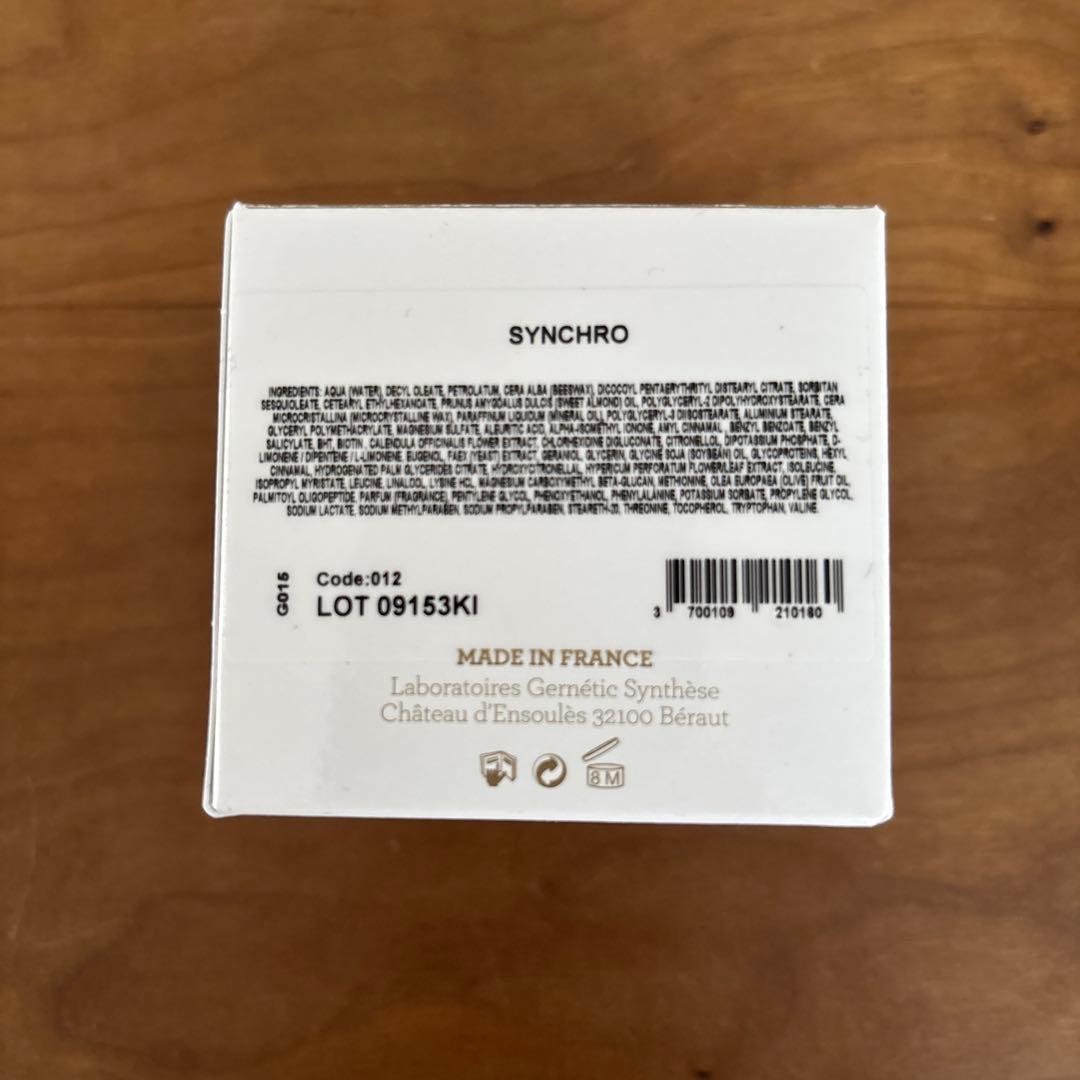 SYNCHRO
INGREDIENTS: AQUA (WATER), DECYL OLEATE, PETROLATUM, CERA ALBA (BEESWAX), DICOCOYL PENTAERYTHRITYL DISTEARYL CITRATE, SORBITAN
SESQUIOLEATE, CETEARYL ETHYLHEXANOATE, PRUNUS AMYGDALUS DULCIS (SWEET ALMOND) OIL, POLYGLYCERYL-2 DIPOLYHYDROXYSTEARATE, CERA
MICROCRISTALLINA (MICROCRYSTALLINE WAX), PARAFFINUM LIQUIDUM (MINERAL OIL), POLYGLYCERYL-3 DIISOSTEARATE, ALUMINUM STEARATE,
GLYCERYL POLYMETHACRYLATE, MAGNESIUM SULFATE, ALEURITIC ACID, ALPHA-ISOMETHYL IONONE, AMYL CINNAMAL, BENZYL BENZOATE, BENZYL
SALICYLATE, BHT, BIOTIN, CALENDULA OFFICINALIS FLOWER EXTRACT, CHLORHEXIDINE DIGLUCONATE, CITRONELLOL, DIPOTASSIUM PHOSPHATE, D-
LIMONENE / DIPENTENE / L-LIMONENE, EUGENOL, FAEX (YEAST) EXTRACT, GERANIOL, GLYCERIN, GLYCINE SOJA (SOYBEAN) OIL, GLYCOPROTEINS, HEXYL
CINNAMAL, HYDROGENATED PALM GLYCERIDES CITRATE, HYDROXYCITRONELLAL, HYPERICUM PERFORATUM FLOWER/LEAF EXTRACT, ISOLEUCINE,
ISOPROPYL MYRISTATE, LEUCINE, LINALOOL, LYSINE HCL, MAGNESIUM CARBOXYMETHYL BETA-GLUCAN, METHIONINE, OLEA EUROPAEA (OLIVE) FRUIT OIL,
PALMITOYL OLIGOPEPTIDE, PARFUM (FRAGRANCE), PENTYLENE GLYCOL, PHENOXYETHANOL, PHENYLALANINE, POTASSIUM SORBATE, PROPYLENE GLYCOL,
SODIUM LACTATE, SODIUM METHYLPARABEN, SODIUM PROPYLPARABEN, STEARETH-20, THREONINE, TOCOPHEROL, TRYPTOPHAN, VALINE.
G015
Code:012
LOT 09153KI
3 700109 210160
MADE IN FRANCE
Laboratoires Gernétic Synthèse
Château d'Ensoulès 32100 Béraut
8 M